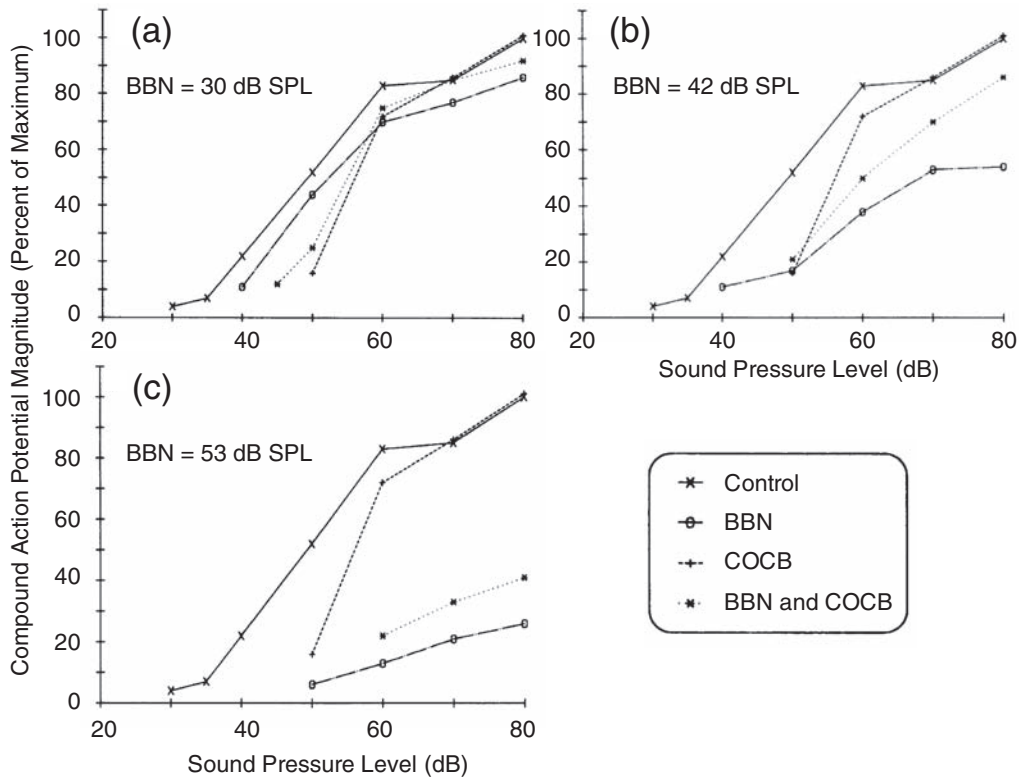 Compound Action Potential Magnitude (Percent of Maximum)
(a)
BBN = 30 dB SPL
100
80
60
40
20
0
20 40 60 80
(b)
BBN = 42 dB SPL
100
80
60
40
20
0
20 40 60 80
Sound Pressure Level (dB)
(c)
BBN = 53 dB SPL
100
80
60
40
20
0
20 40 60 80
Sound Pressure Level (dB)
Control
BBN
COCB
BBN and COCB